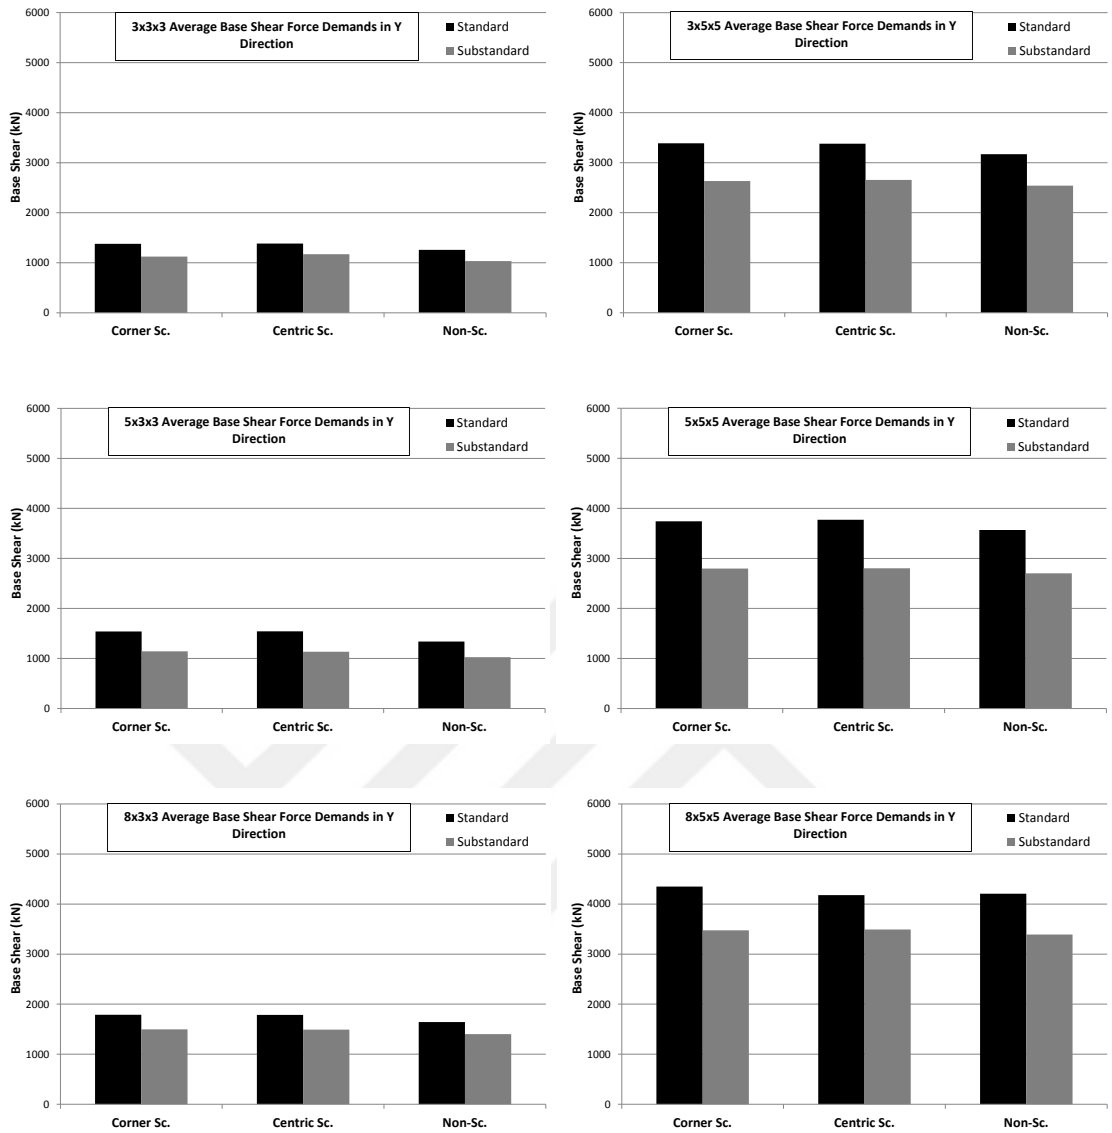 3x3x3 Average Base Shear Force Demands in Y
Direction
Standard
Substandard
Base Shear (kN)
6000
5000
4000
3000
2000
1000
0
Corner Sc.
Centric Sc.
Non-Sc.
3x5x5 Average Base Shear Force Demands in Y
Direction
Standard
Substandard
Base Shear (kN)
6000
5000
4000
3000
2000
1000
0
Corner Sc.
Centric Sc.
Non-Sc.
5x3x3 Average Base Shear Force Demands in Y
Direction
Standard
Substandard
Base Shear (kN)
6000
5000
4000
3000
2000
1000
0
Corner Sc.
Centric Sc.
Non-Sc.
5x5x5 Average Base Shear Force Demands in Y
Direction
Standard
Substandard
Base Shear (kN)
6000
5000
4000
3000
2000
1000
0
Corner Sc.
Centric Sc.
Non-Sc.
8x3x3 Average Base Shear Force Demands in Y
Direction
Standard
Substandard
Base Shear (kN)
6000
5000
4000
3000
2000
1000
0
Corner Sc.
Centric Sc.
Non-Sc.
8x5x5 Average Base Shear Force Demands in Y
Direction
Standard
Substandard
Base Shear (kN)
6000
5000
4000
3000
2000
1000
0
Corner Sc.
Centric Sc.
Non-Sc.